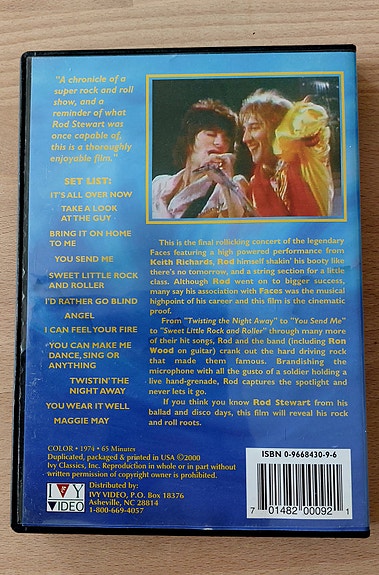 "A chronicle of a
super rock and roll
show, and a
reminder of what
Rod Stewart was
once capable of,
this is a thoroughly
enjoyable film."
SET LIST:
IT'S ALL OVER NOW
TAKE A LOOK
AT THE GUY
BRING IT ON HOME
TO ME
YOU SEND ME
SWEET LITTLE ROCK
AND ROLLER
I'D RATHER GO BLIND
ANGEL
I CAN FEEL YOUR FIRE
YOU CAN MAKE ME
DANCE, SING OR
ANYTHING
TWISTIN' THE
NIGHT AWAY
YOU WEAR IT WELL
MAGGIE MAY
This is the final rollicking concert of the legendary
Faces featuring a high powered performance from
Keith Richards, Rod himself shakin' his booty like
there's no tomorrow, and a string section for a little
class. Although Rod went on to bigger success,
many say his association with Faces was the musical
highpoint of his career and this film is the cinematic
proof.
From "Twisting the Night Away" to "You Send Me"
to "Sweet Little Rock and Roller" through many more
of their hit songs, Rod and the band (including Ron
Wood on guitar) crank out the hard driving rock
that made them famous. Brandishing the
microphone with all the gusto of a soldier holding a
live hand-grenade, Rod captures the spotlight and
never lets it go.
If you think you know Rod Stewart from his
ballad and disco days, this film will reveal his rock
and roll roots.
COLOR • 1974 • 65 Minutes
Duplicated, packaged & printed in USA ©2000
Ivy Classics, Inc. Reproduction in whole or in part without
written permission of copyright owner is prohibited.
IVY
VIDEO
Distributed by:
IVY VIDEO, P.O. Box 18376
Asheville, NC 28814
1-800-669-4057
ISBN 0-9668430-9-6
7 01482 00092 1